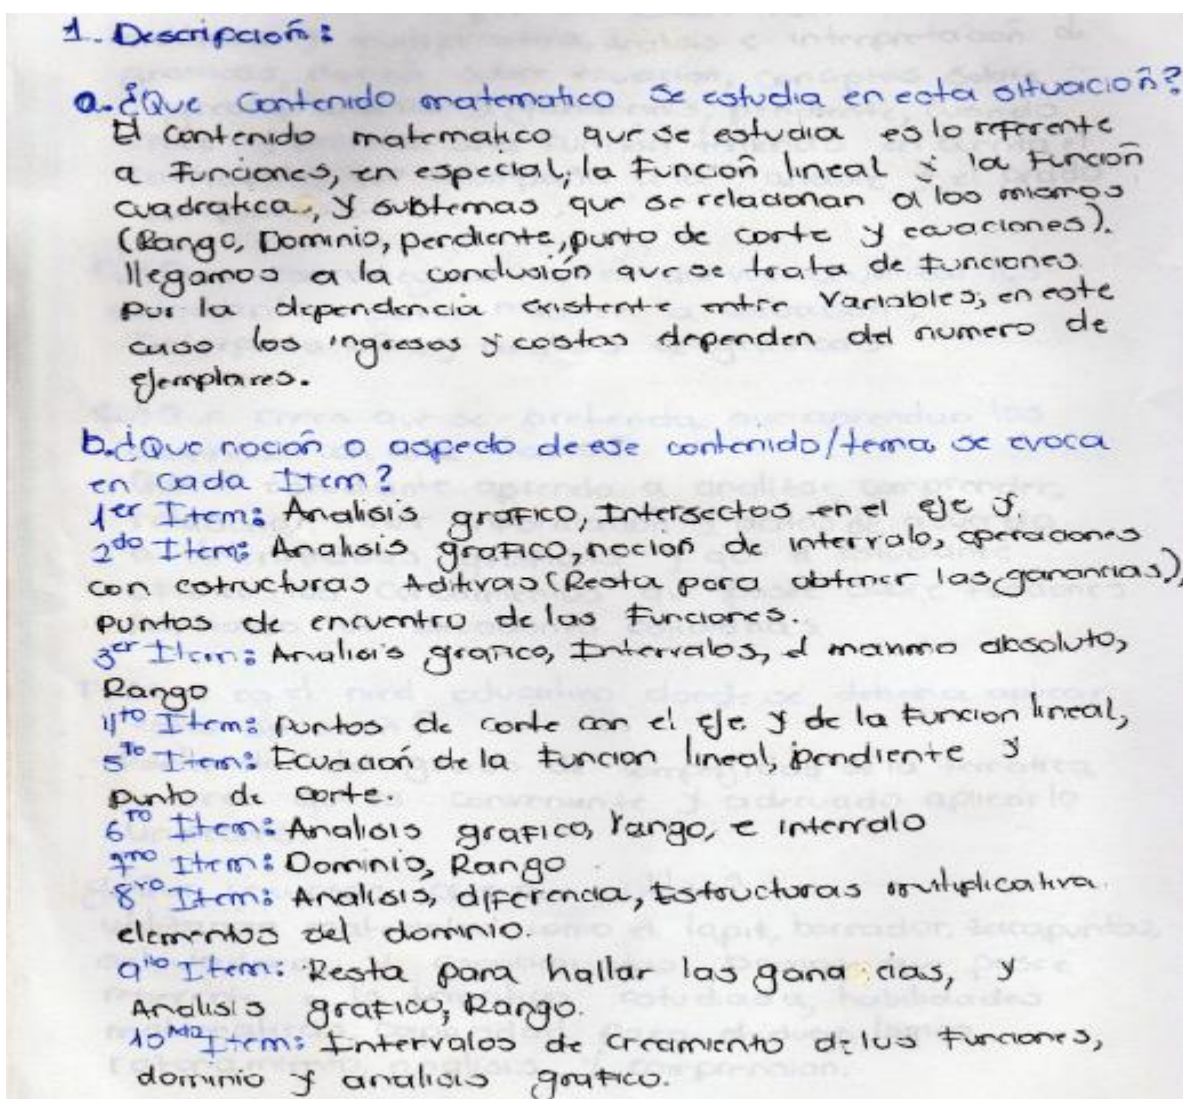 1. Descripción:
a. ¿Que Contenido matematico se estudia en esta situación?
El contenido matematico que se estudia es lo referente
a Funciones, en especial, la Función lineal y la Función
cuadratica, y subtemas que se relacionan a los mismos
(Rango, Dominio, pendiente, punto de corte y ecuaciones).
llegamos a la conclusión que se trata de Funciones
por la dependencia existente entre variables, en este
caso los ingresos y costos dependen del numero de
ejemplares.
b. ¿Que noción o aspecto de ese contenido/tema se evoca
en cada Item?
1er Item: Analisis grafico, Intersectos en el eje y.
2do Item: Analisis grafico, noción de intervalo, operaciones
con estructuras Aditivas (Resta para obtener las ganancias),
puntos de encuentro de las Funciones.
3er Item: Analisis grafico, Intervalos, el maximo absoluto,
Rango
4to Item: puntos de corte con el eje y de la Funcion lineal,
5to Item: Ecuación de la Funcion lineal, pendiente y
punto de corte.
6to Item: Analisis grafico, rango, e intervalo
7mo Item: Dominio, Rango
8vo Item: Analisis, diferencia, Estructuras multiplicativa.
elementos del dominio.
9no Item: Resta para hallar las gana cias, y
Analisis grafico, Rango.
10mo Item: Intervalos de crecimiento de las Funciones,
dominio y analisis grafico.